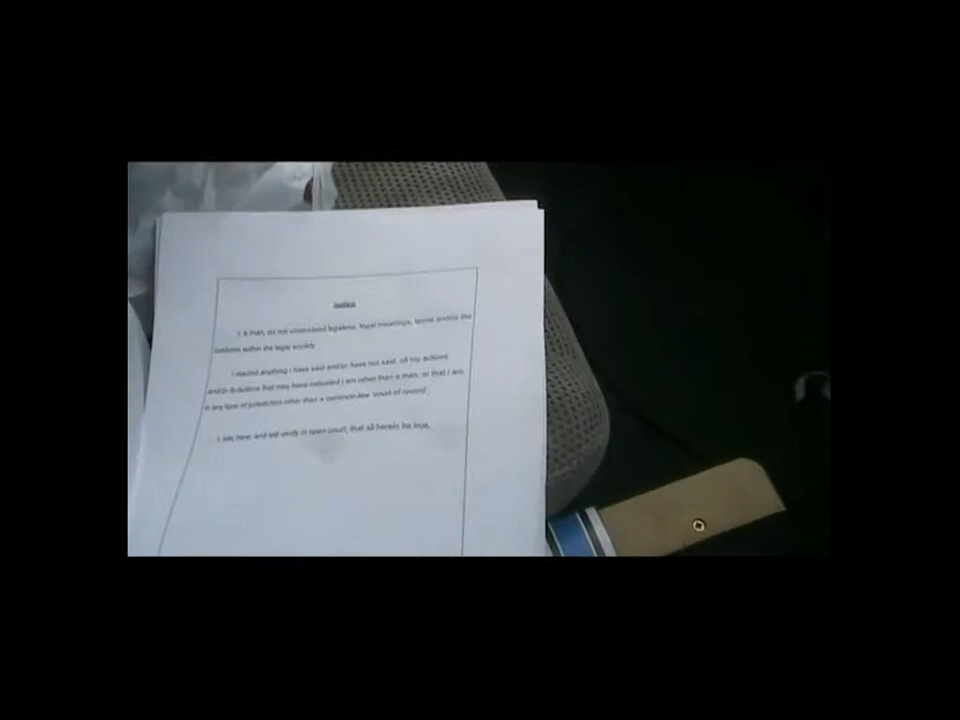 notice
I, a man, do not understand legalese, legal meanings, terms and/or the
customs within the legal society
I rescind anything I have said and/or have not said, all my actions
and/or in-actions that may have indicated I am other than a man, or that I am
in any type of jurisdiction other than a common-law 'court of record'.
I, say here, and will verify in open court, that all herein be true,